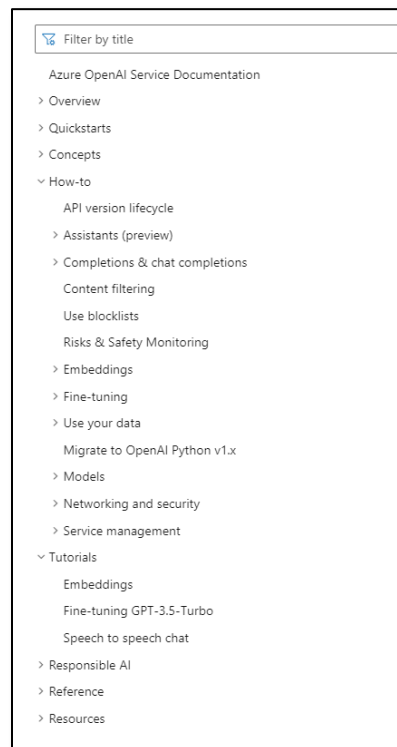 Filter by title
Azure OpenAI Service Documentation
Overview
Quickstarts
Concepts
How-to
API version lifecycle
Assistants (preview)
Completions & chat completions
Content filtering
Use blocklists
Risks & Safety Monitoring
Embeddings
Fine-tuning
Use your data
Migrate to OpenAI Python v1.x
Models
Networking and security
Service management
Tutorials
Embeddings
Fine-tuning GPT-3.5-Turbo
Speech to speech chat
Responsible AI
Reference
Resources